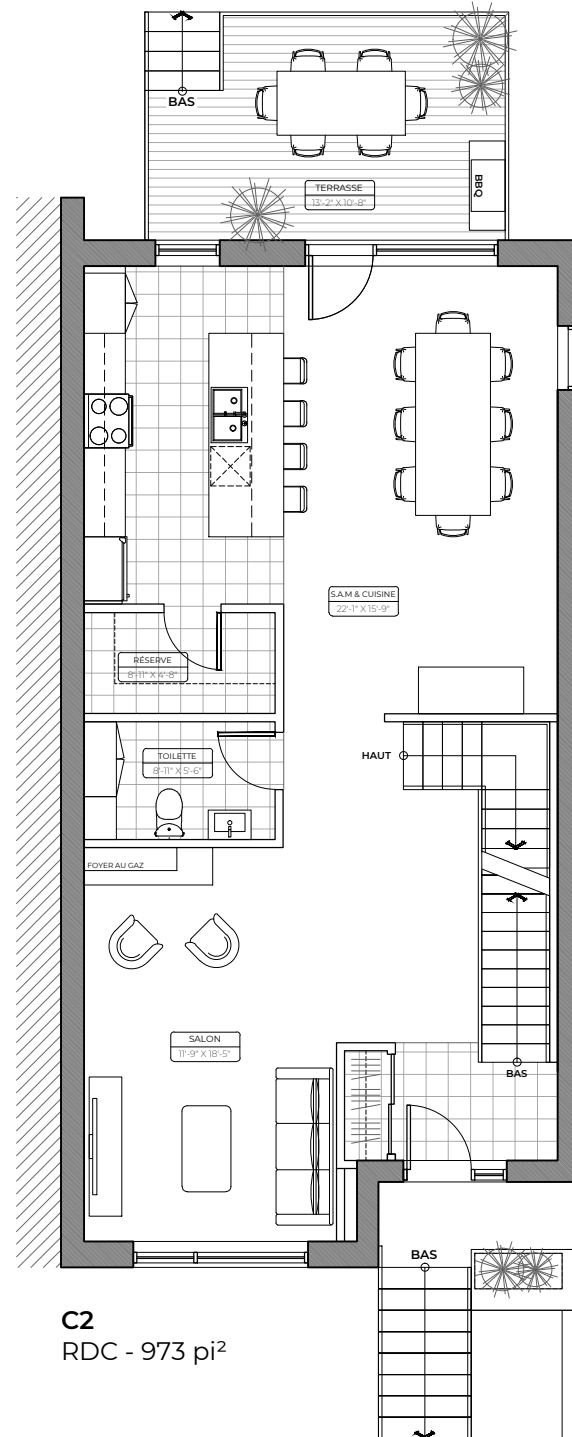 BAS
TERRASSE
13'-2" X 10'-8"
BBQ
S.A.M & CUISINE
22'-1" X 15'-9"
RÉSERVE
8'-11" X 4'-8"
HAUT
TOILETTE
8'-11" X 5'-6"
FOYER AU GAZ
SALON
11'-9" X 18'-5"
BAS
BAS
C2
RDC - 973 pi²